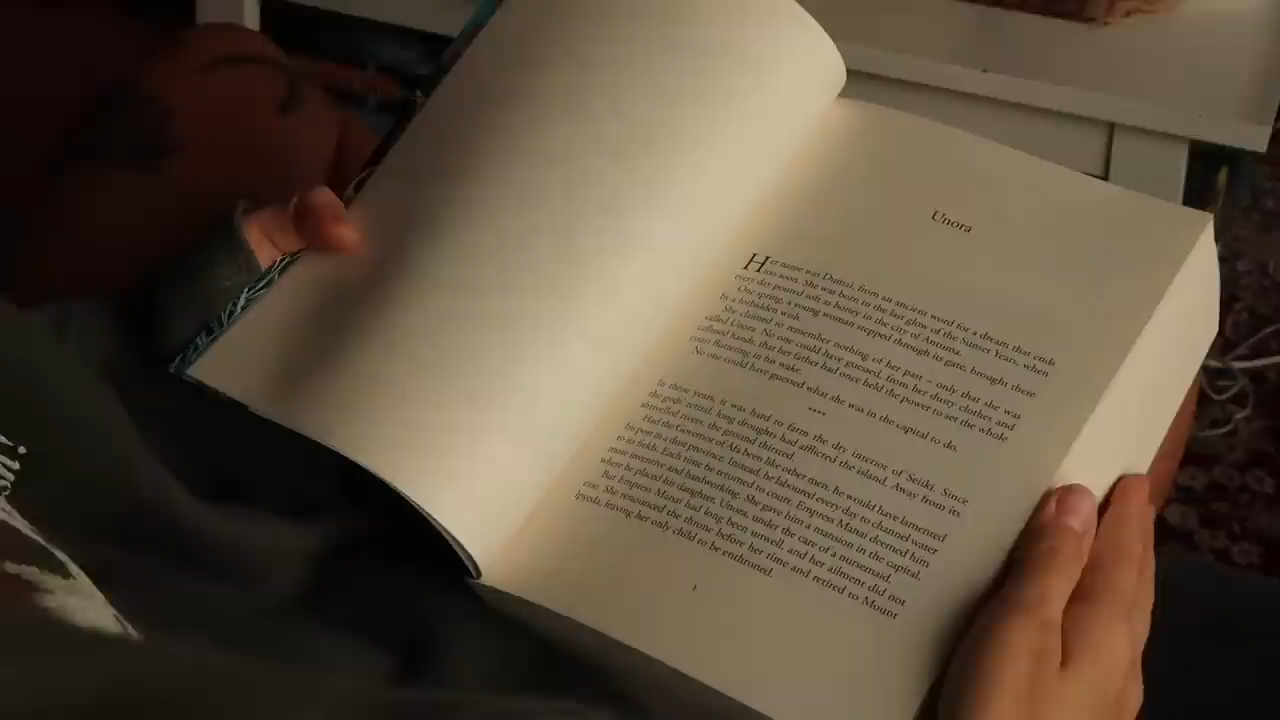 Unora
Her name was Dumai, from an ancient word for a dream that ends
too soon. She was born in the last glow of the Sunset Years, when
every day poured soft as honey in the city of Antuma.
One spring, a young woman stepped through its gate, brought there
by a forbidden wish.
She claimed to remember nothing of her past – only that she was
called Unora. No one could have guessed, from her dusty clothes and
callused hands, that her father had once held the power to set the whole
court fluttering in his wake.
No one could have guessed what she was in the capital to do.
****
In those years, it was hard to farm the dry interior of Seiiki. Since
the gods' retiral, long droughts had afflicted the island. Away from its
shrivelled rivers, the ground thirsted.
Had the Governor of Afa been like other men, he would have lamented
his post in a dust province. Instead, he laboured every day to channel water
to its fields. Each time he returned to court, Empress Manai deemed him
more inventive and hardworking. She gave him a mansion in the capital,
where he placed his daughter, Unora, under the care of a nursemaid.
But Empress Manai had long been unwell, and her ailment did not
ease. She renounced the throne before her time and retired to Mount
Ipyeda, leaving her only child to be enthroned.
1